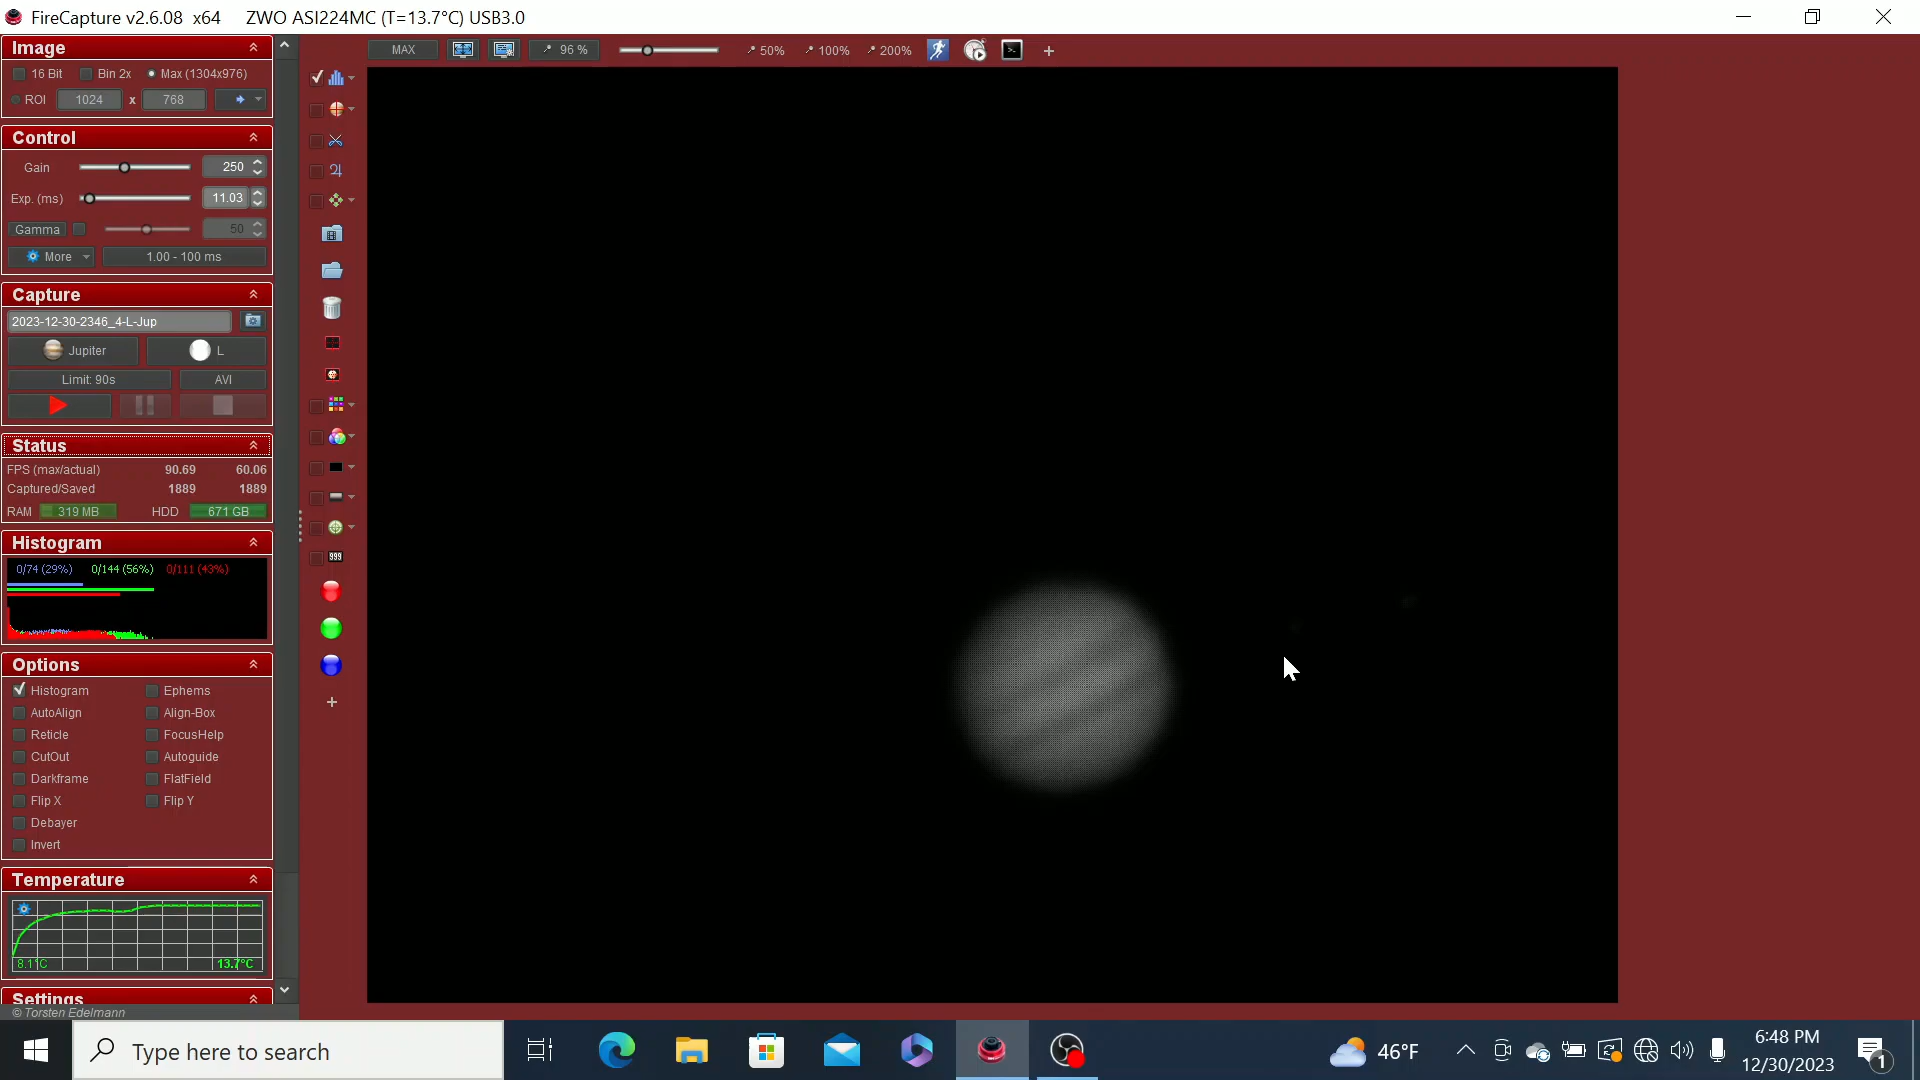 FireCapture v2.6.08 x64 ZWO ASI224MC (T=13.7°C) USB3.0
Image
16 Bit Bin 2x Max (1304x976)
ROI 1024 x 768
Control
Gain 250
Exp. (ms) 11.03
Gamma 50
More 1.00 - 100 ms
Capture
2023-12-30-2346_4-L-Jup
Jupiter L
Limit: 90s AVI
Status
FPS (max/actual) 90.69 60.06
Captured/Saved 1889 1889
RAM 319 MB HDD 671 GB
Histogram
0/74 (29%) 0/144 (56%) 0/111 (43%)
Options
Histogram Ephems
AutoAlign Align-Box
Reticle FocusHelp
CutOut Autoguide
Darkframe FlatField
Flip X Flip Y
Debayer
Invert
Temperature
8.1°C 13.7°C
Settings
© Torsten Edelmann
MAX 96 % 50% 100% 200%
999
Type here to search
46°F
6:48 PM
12/30/2023
1